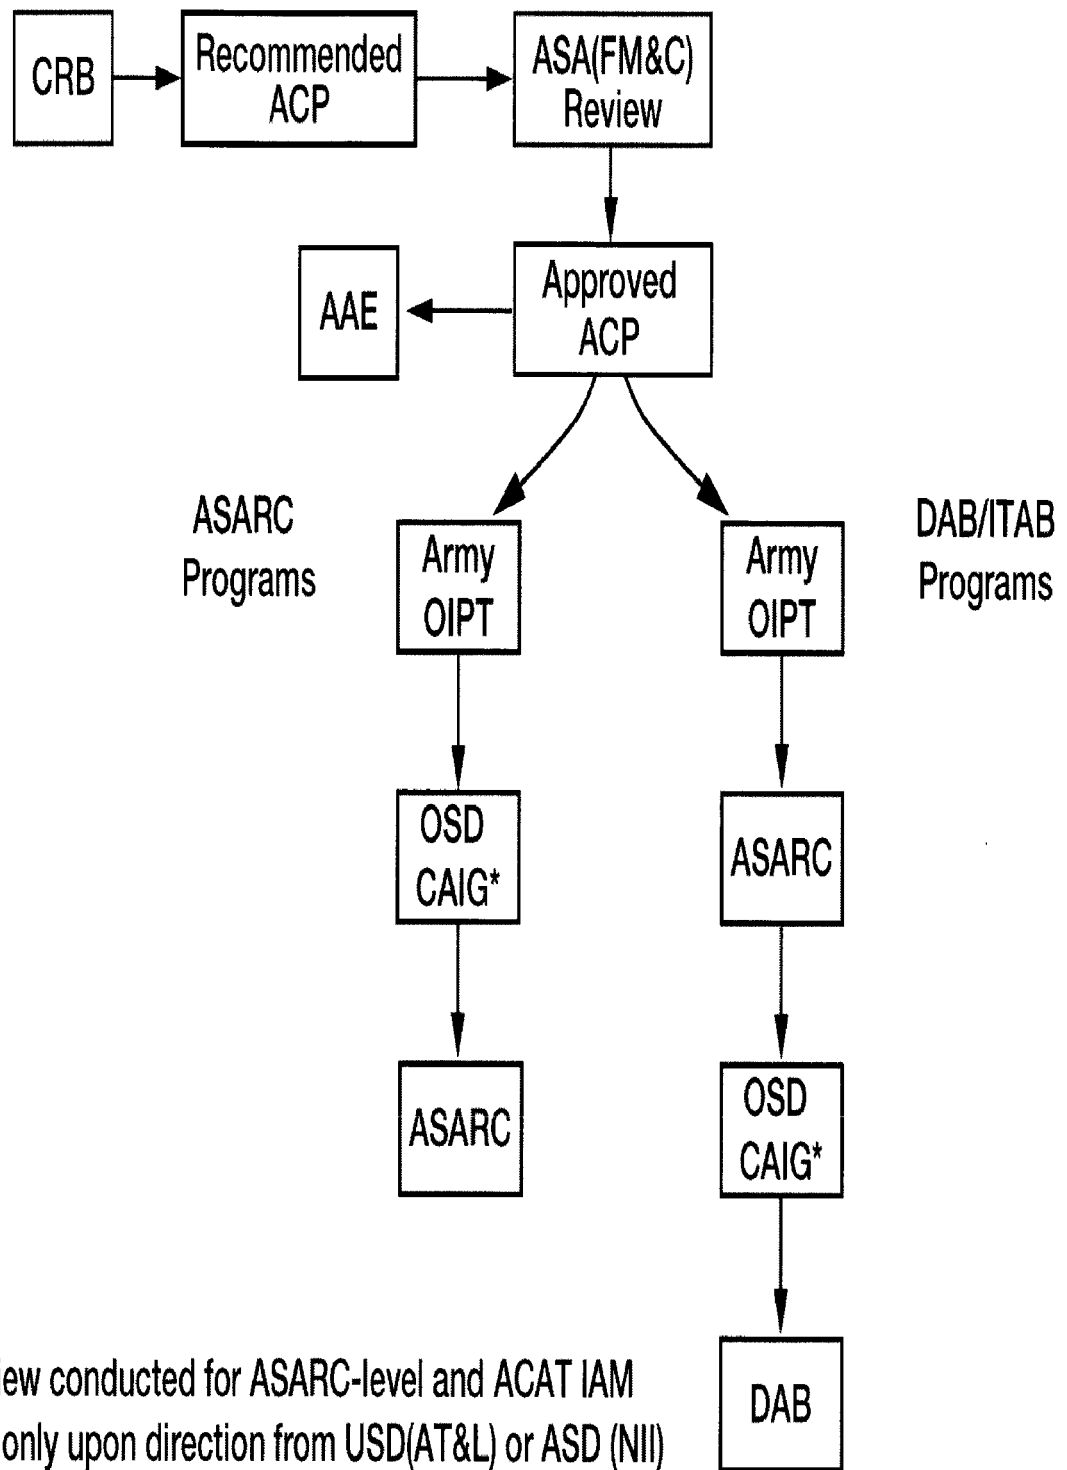 CRB
Recommended
ACP
ASA(FM&C)
Review
AAE
Approved
ACP
ASARC
Programs
Army
OIPT
Army
OIPT
DAB/ITAB
Programs
OSD
CAIG*
ASARC
ASARC
OSD
CAIG*
DAB
conducted for ASARC-level and ACAT IAM
only upon direction from USD(AT&L) or ASD (NII)